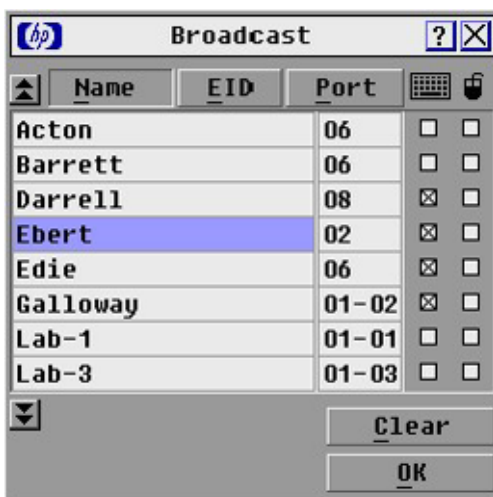 hp Broadcast ?
Name EID Port
Acton 06
Barrett 06
Darrell 08
Ebert 02
Edie 06
Galloway 01-02
Lab-1 01-01
Lab-3 01-03
Clear
OK